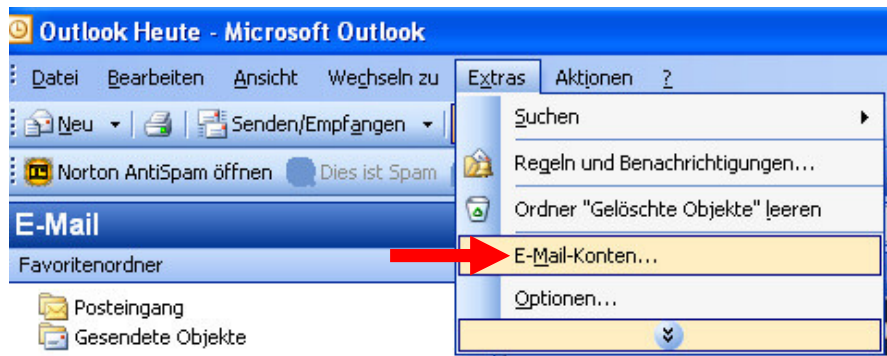 Outlook Heute - Microsoft Outlook
Datei Bearbeiten Ansicht Wechseln zu Extras Aktionen ?
Neu Senden/Empfangen
Norton AntiSpam öffnen Dies ist Spam
E-Mail
Favoritenordner
Posteingang
Gesendete Objekte
Suchen
Regeln und Benachrichtigungen...
Ordner "Gelöschte Objekte" leeren
E-Mail-Konten...
Optionen...